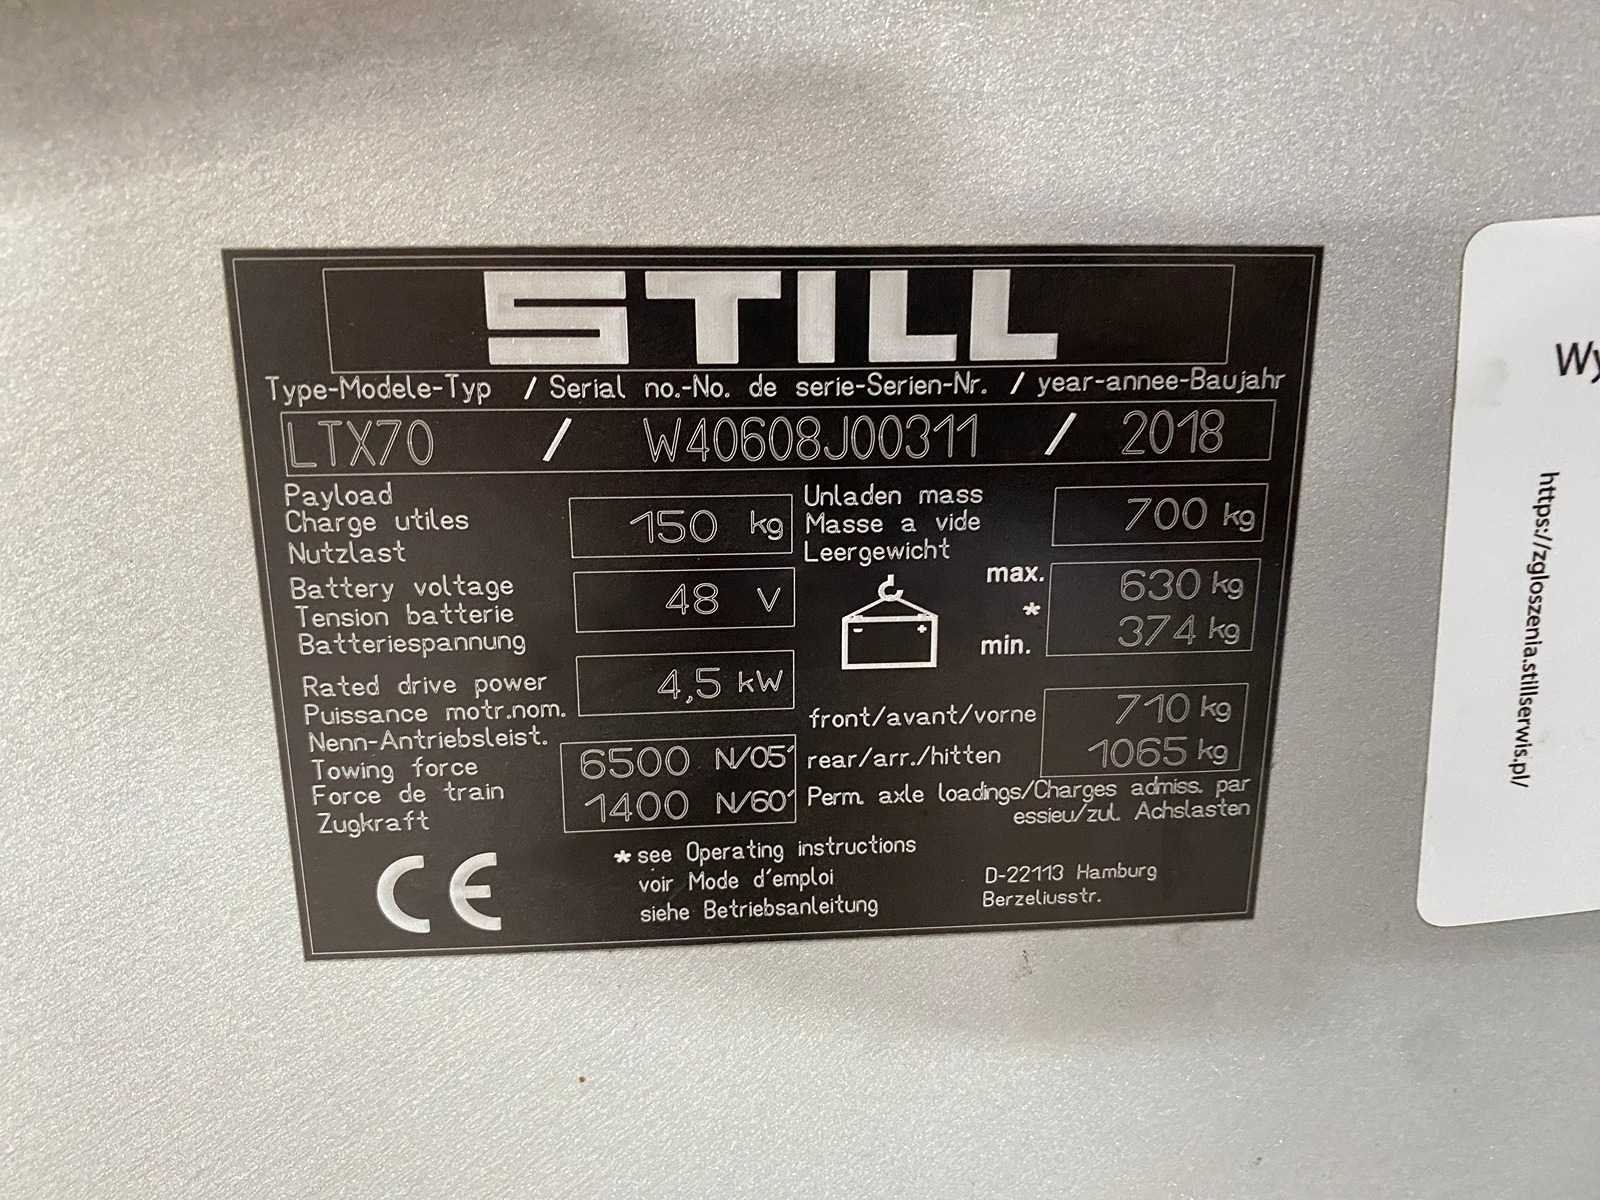 STILL
Type-Modele-Typ / Serial no.-No. de serie-Serien-Nr. / year-annee-Baujahr
LTX70 / W40608J00311 / 2018
Payload
Charge utiles
Nutzlast
150 kg
Unladen mass
Masse a vide
Leergewicht
700 kg
Battery voltage
Tension batterie
Batteriespannung
48 V
- +
max.
*
min.
630 kg
374 kg
Rated drive power
Puissance motr.nom.
Nenn-Antriebsleist.
4,5 kW
Towing force
Force de train
Zugkraft
6500 N/05'
1400 N/60'
front/avant/vorne 710 kg
rear/arr./hitten 1065 kg
Perm. axle loadings/Charges admiss. par
essieu/zul. Achslasten
CE
* see Operating instructions
voir Mode d'emploi
siehe Betriebsanleitung
D-22113 Hamburg
Berzeliusstr.
Wy
https://zgloszenia.stillserwis.pl/